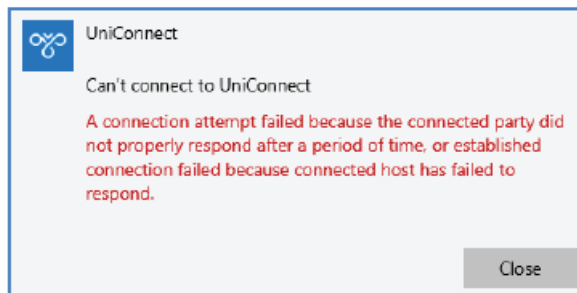 UniConnect
Can't connect to UniConnect
A connection attempt failed because the connected party did
not properly respond after a period of time, or established
connection failed because connected host has failed to
respond.
Close